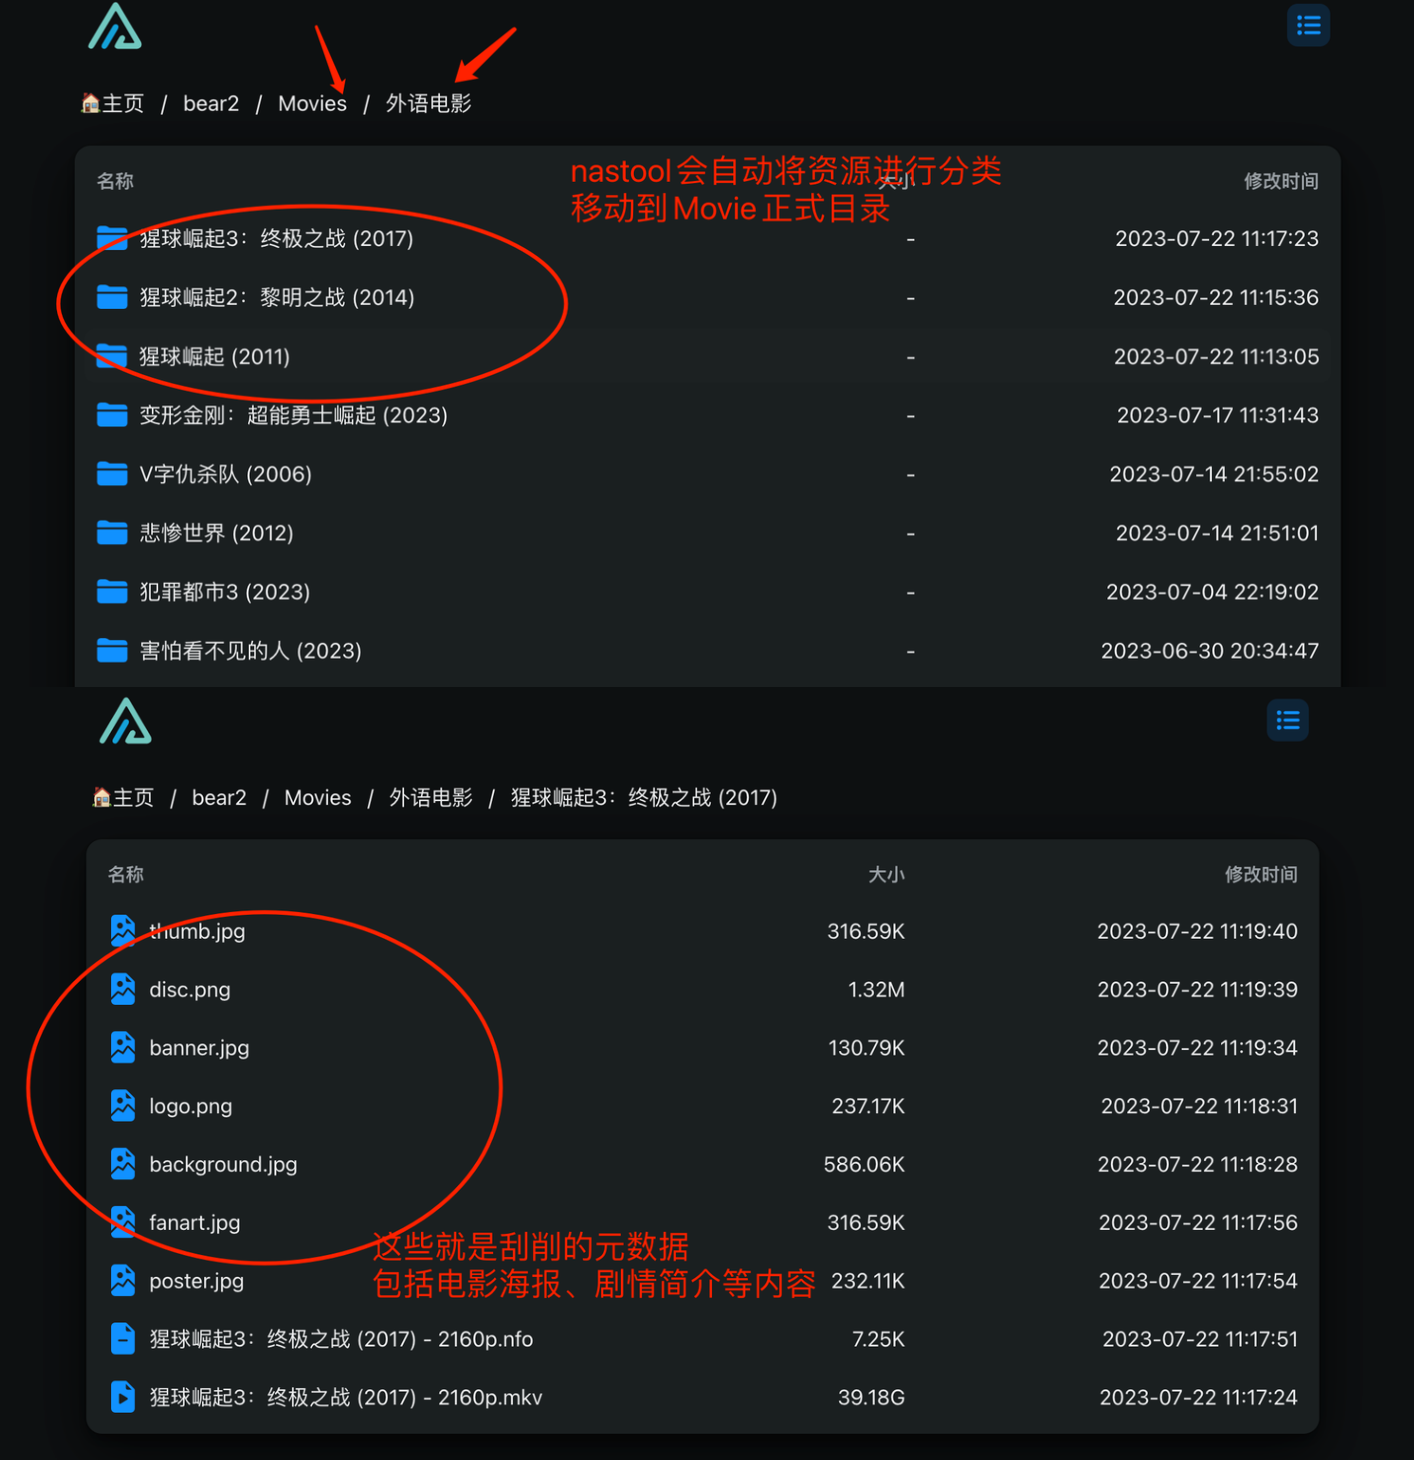 主页 / bear2 / Movies / 外语电影
nastool会自动将资源进行分类
移动到Movie正式目录
名称 大小 修改时间
猩球崛起3：终极之战 (2017) - 2023-07-22 11:17:23
猩球崛起2：黎明之战 (2014) - 2023-07-22 11:15:36
猩球崛起 (2011) - 2023-07-22 11:13:05
变形金刚：超能勇士崛起 (2023) - 2023-07-17 11:31:43
V字仇杀队 (2006) - 2023-07-14 21:55:02
悲惨世界 (2012) - 2023-07-14 21:51:01
犯罪都市3 (2023) - 2023-07-04 22:19:02
害怕看不见的人 (2023) - 2023-06-30 20:34:47
主页 / bear2 / Movies / 外语电影 / 猩球崛起3：终极之战 (2017)
名称 大小 修改时间
thumb.jpg 316.59K 2023-07-22 11:19:40
disc.png 1.32M 2023-07-22 11:19:39
banner.jpg 130.79K 2023-07-22 11:19:34
logo.png 237.17K 2023-07-22 11:18:31
background.jpg 586.06K 2023-07-22 11:18:28
fanart.jpg 316.59K 2023-07-22 11:17:56
这些就是刮削的元数据
包括电影海报、剧情简介等内容
poster.jpg 232.11K 2023-07-22 11:17:54
猩球崛起3：终极之战 (2017) - 2160p.nfo 7.25K 2023-07-22 11:17:51
猩球崛起3：终极之战 (2017) - 2160p.mkv 39.18G 2023-07-22 11:17:24